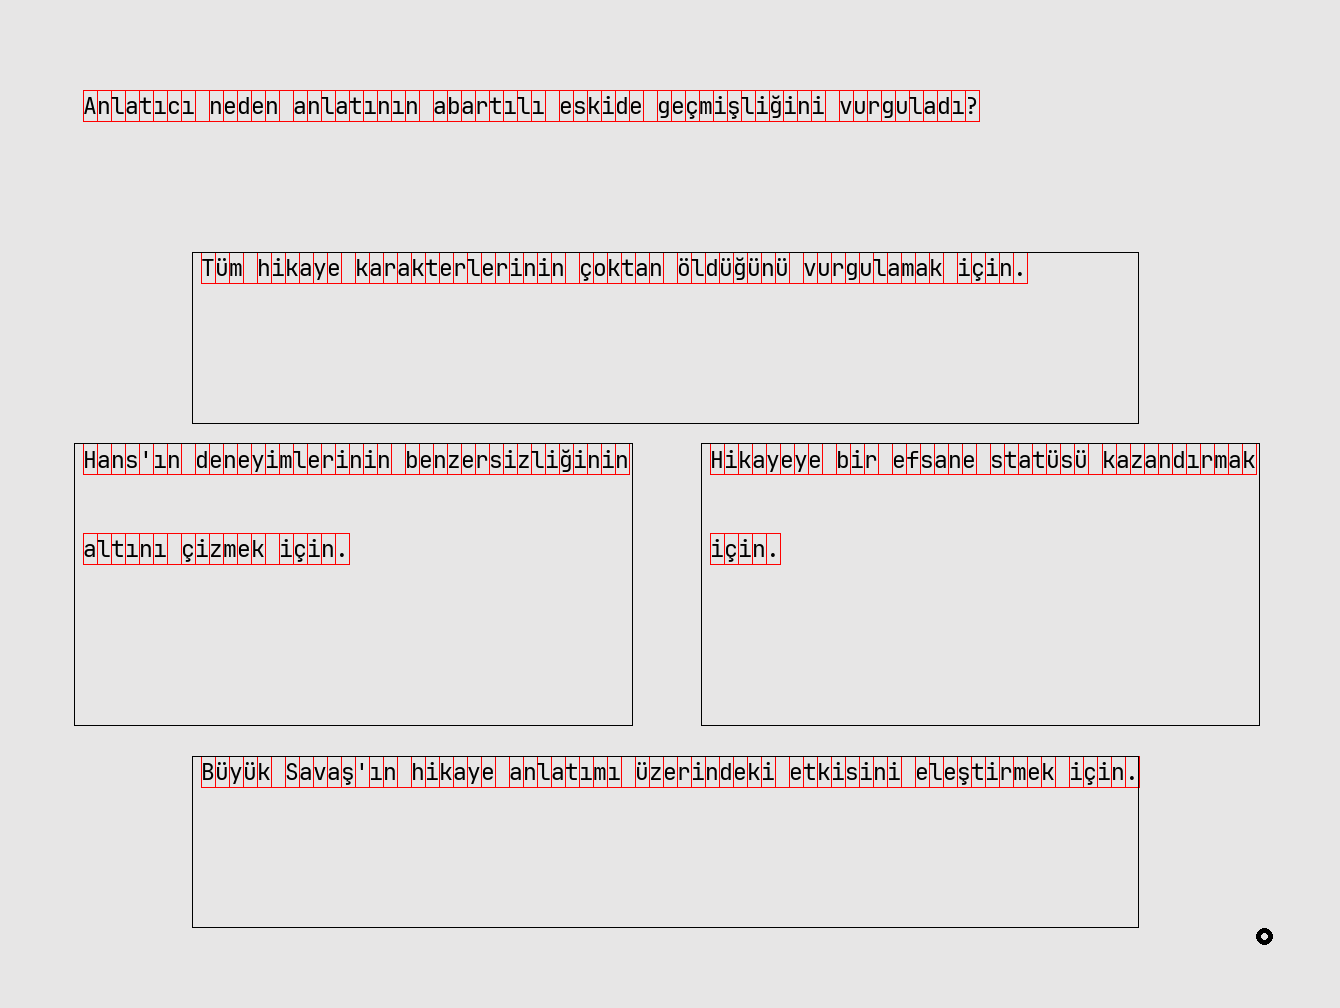 Anlatıcı neden anlatının abartılı eskide geçmişliğini vurguladı?
Tüm hikaye karakterlerinin çoktan öldüğünü vurgulamak için.
Hans'ın deneyimlerinin benzersizliğinin
altını çizmek için.
Hikayeye bir efsane statüsü kazandırmak
için.
Büyük Savaş'ın hikaye anlatımı üzerindeki etkisini eleştirmek için.